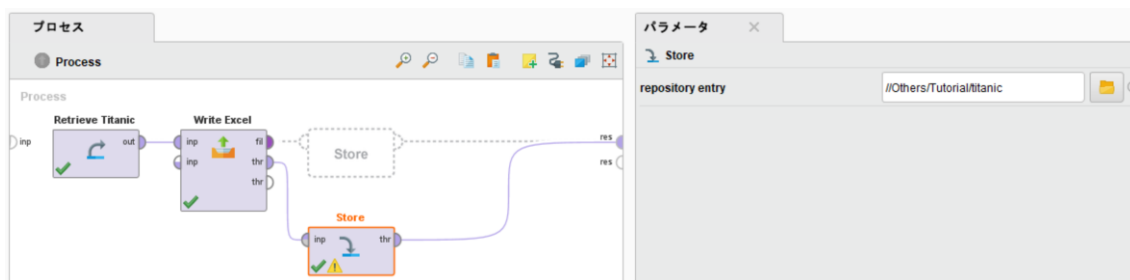 プロセス
Process
Process
inp
Retrieve Titanic
out
Write Excel
inp
fil
inp
thr
thr
Store
Store
inp
thr
res
res
パラメータ
Store
repository entry
//Others/Tutorial/titanic